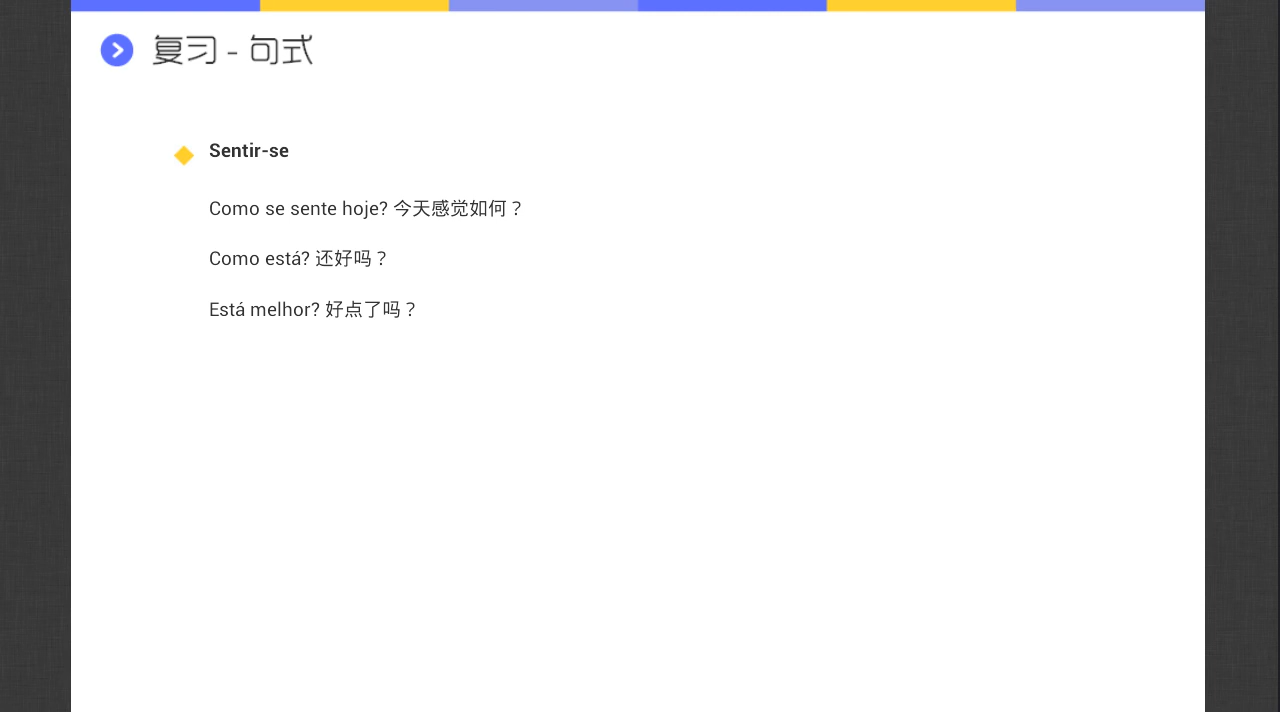 复习 - 句式
Sentir-se
Como se sente hoje? 今天感觉如何？
Como está? 还好吗？
Está melhor? 好点了吗？